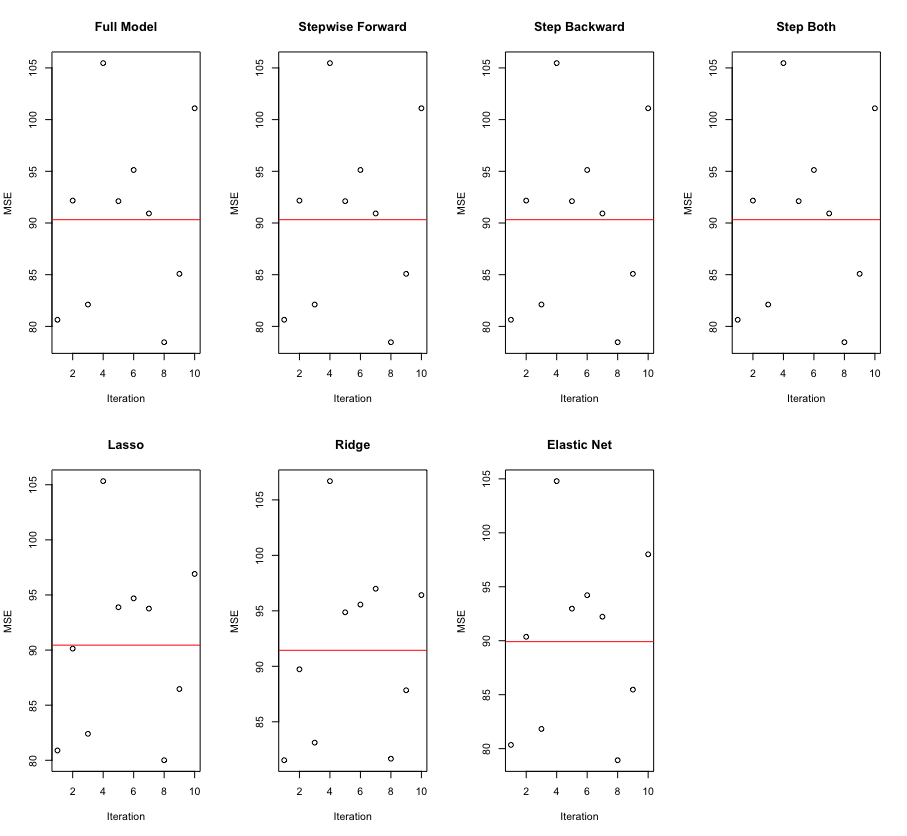 Full Model
Stepwise Forward
Step Backward
Step Both
MSE
80 85 90 95 100 105
2 4 6 8 10
Iteration
MSE
80 85 90 95 100 105
2 4 6 8 10
Iteration
MSE
80 85 90 95 100 105
2 4 6 8 10
Iteration
MSE
80 85 90 95 100 105
2 4 6 8 10
Iteration
Lasso
Ridge
Elastic Net
MSE
80 85 90 95 100 105
2 4 6 8 10
Iteration
MSE
85 90 95 100 105
2 4 6 8 10
Iteration
MSE
80 85 90 95 100 105
2 4 6 8 10
Iteration